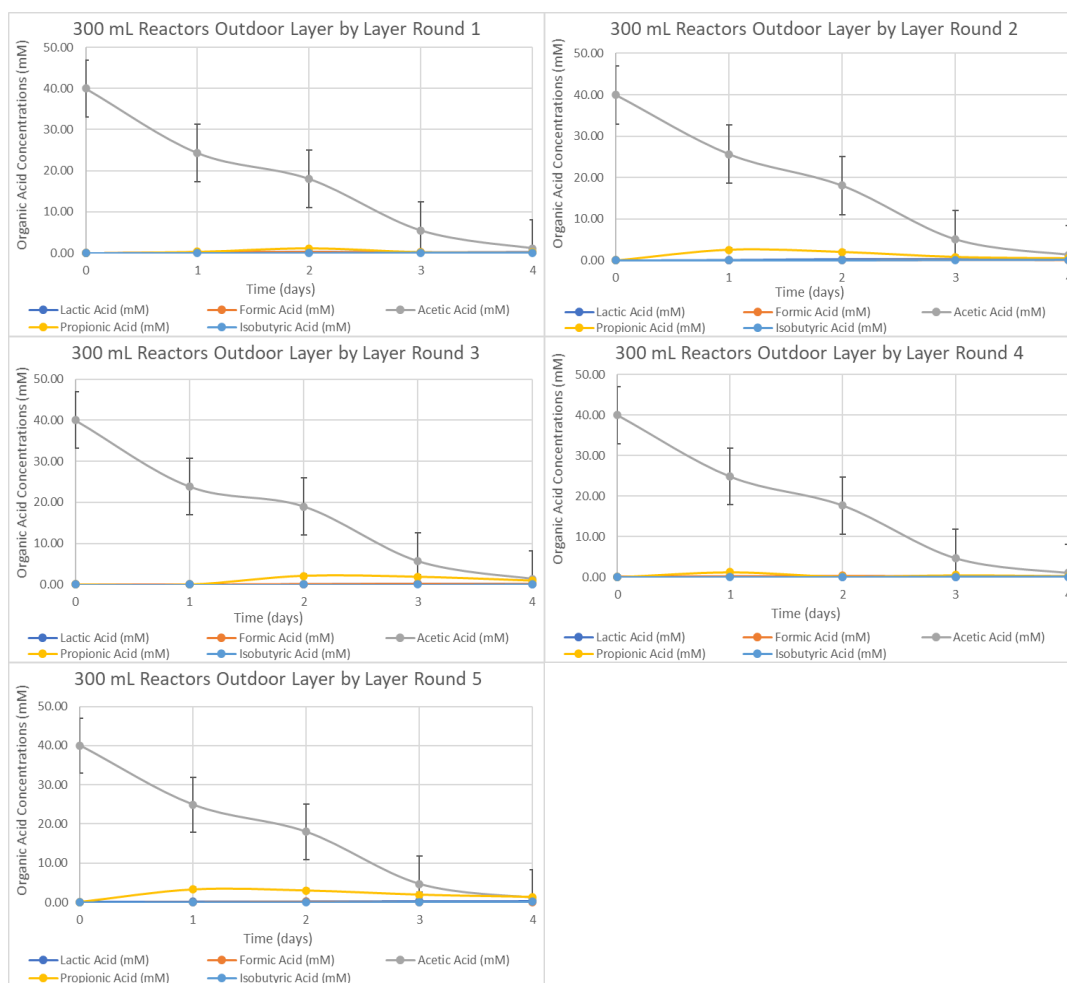 300 mL Reactors Outdoor Layer by Layer Round 1
Organic Acid Concentrations (mM)
50.00
40.00
30.00
20.00
10.00
0.00
0 1 2 3 4
Time (days)
Lactic Acid (mM) Formic Acid (mM) Acetic Acid (mM)
Propionic Acid (mM) Isobutyric Acid (mM)
300 mL Reactors Outdoor Layer by Layer Round 2
Organic Acid Concentrations (mM)
50.00
40.00
30.00
20.00
10.00
0.00
0 1 2 3 4
Time (days)
Lactic Acid (mM) Formic Acid (mM) Acetic Acid (mM)
Propionic Acid (mM) Isobutyric Acid (mM)
300 mL Reactors Outdoor Layer by Layer Round 3
Organic Acid Concentrations (mM)
50.00
40.00
30.00
20.00
10.00
0.00
0 1 2 3 4
Time (days)
Lactic Acid (mM) Formic Acid (mM) Acetic Acid (mM)
Propionic Acid (mM) Isobutyric Acid (mM)
300 mL Reactors Outdoor Layer by Layer Round 4
Organic Acid Concentrations (mM)
50.00
40.00
30.00
20.00
10.00
0.00
0 1 2 3 4
Time (days)
Lactic Acid (mM) Formic Acid (mM) Acetic Acid (mM)
Propionic Acid (mM) Isobutyric Acid (mM)
300 mL Reactors Outdoor Layer by Layer Round 5
Organic Acid Concentrations (mM)
50.00
40.00
30.00
20.00
10.00
0.00
0 1 2 3 4
Time (days)
Lactic Acid (mM) Formic Acid (mM) Acetic Acid (mM)
Propionic Acid (mM) Isobutyric Acid (mM)